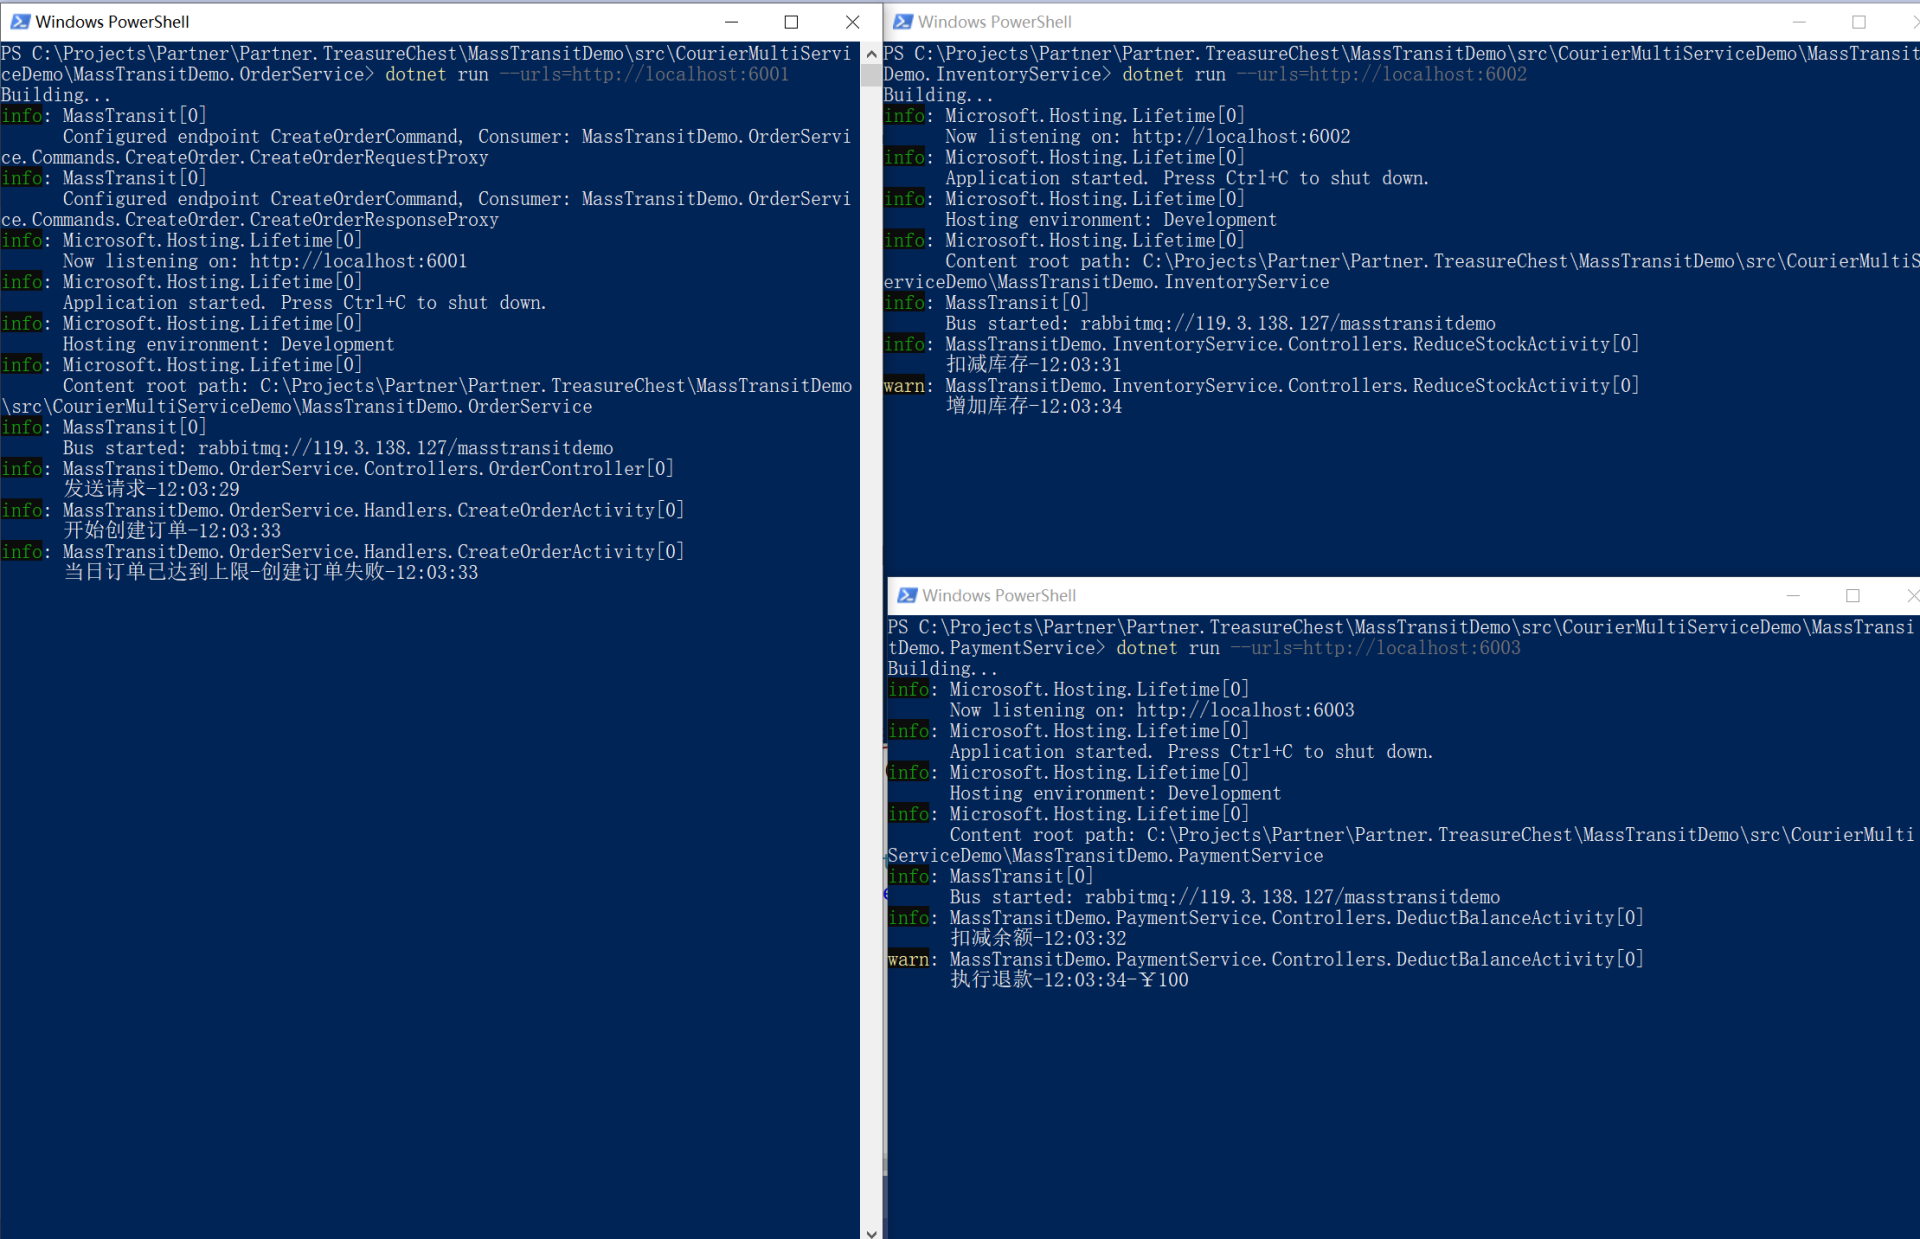 Windows PowerShell
PS C:\Projects\Partner\Partner.TreasureChest\MassTransitDemo\src\CourierMultiServi
ceDemo\MassTransitDemo.OrderService> dotnet run --urls=http://localhost:6001
Building...
info: MassTransit[0]
Configured endpoint CreateOrderCommand, Consumer: MassTransitDemo.OrderServi
ce.Commands.CreateOrder.CreateOrderRequestProxy
info: MassTransit[0]
Configured endpoint CreateOrderCommand, Consumer: MassTransitDemo.OrderServi
ce.Commands.CreateOrder.CreateOrderResponseProxy
info: Microsoft.Hosting.Lifetime[0]
Now listening on: http://localhost:6001
info: Microsoft.Hosting.Lifetime[0]
Application started. Press Ctrl+C to shut down.
info: Microsoft.Hosting.Lifetime[0]
Hosting environment: Development
info: Microsoft.Hosting.Lifetime[0]
Content root path: C:\Projects\Partner\Partner.TreasureChest\MassTransitDemo
\src\CourierMultiServiceDemo\MassTransitDemo.OrderService
info: MassTransit[0]
Bus started: rabbitmq://119.3.138.127/masstransitdemo
info: MassTransitDemo.OrderService.Controllers.OrderController[0]
发送请求-12:03:29
info: MassTransitDemo.OrderService.Handlers.CreateOrderActivity[0]
开始创建订单-12:03:33
info: MassTransitDemo.OrderService.Handlers.CreateOrderActivity[0]
当日订单已达到上限-创建订单失败-12:03:33
Windows PowerShell
PS C:\Projects\Partner\Partner.TreasureChest\MassTransitDemo\src\CourierMultiServiceDemo\MassTransit
Demo.InventoryService> dotnet run --urls=http://localhost:6002
Building...
info: Microsoft.Hosting.Lifetime[0]
Now listening on: http://localhost:6002
info: Microsoft.Hosting.Lifetime[0]
Application started. Press Ctrl+C to shut down.
info: Microsoft.Hosting.Lifetime[0]
Hosting environment: Development
info: Microsoft.Hosting.Lifetime[0]
Content root path: C:\Projects\Partner\Partner.TreasureChest\MassTransitDemo\src\CourierMultiS
erviceDemo\MassTransitDemo.InventoryService
info: MassTransit[0]
Bus started: rabbitmq://119.3.138.127/masstransitdemo
info: MassTransitDemo.InventoryService.Controllers.ReduceStockActivity[0]
扣减库存-12:03:31
warn: MassTransitDemo.InventoryService.Controllers.ReduceStockActivity[0]
增加库存-12:03:34
Windows PowerShell
PS C:\Projects\Partner\Partner.TreasureChest\MassTransitDemo\src\CourierMultiServiceDemo\MassTransi
tDemo.PaymentService> dotnet run --urls=http://localhost:6003
Building...
info: Microsoft.Hosting.Lifetime[0]
Now listening on: http://localhost:6003
info: Microsoft.Hosting.Lifetime[0]
Application started. Press Ctrl+C to shut down.
info: Microsoft.Hosting.Lifetime[0]
Hosting environment: Development
info: Microsoft.Hosting.Lifetime[0]
Content root path: C:\Projects\Partner\Partner.TreasureChest\MassTransitDemo\src\CourierMulti
ServiceDemo\MassTransitDemo.PaymentService
info: MassTransit[0]
Bus started: rabbitmq://119.3.138.127/masstransitdemo
info: MassTransitDemo.PaymentService.Controllers.DeductBalanceActivity[0]
扣减余额-12:03:32
warn: MassTransitDemo.PaymentService.Controllers.DeductBalanceActivity[0]
执行退款-12:03:34-￥100